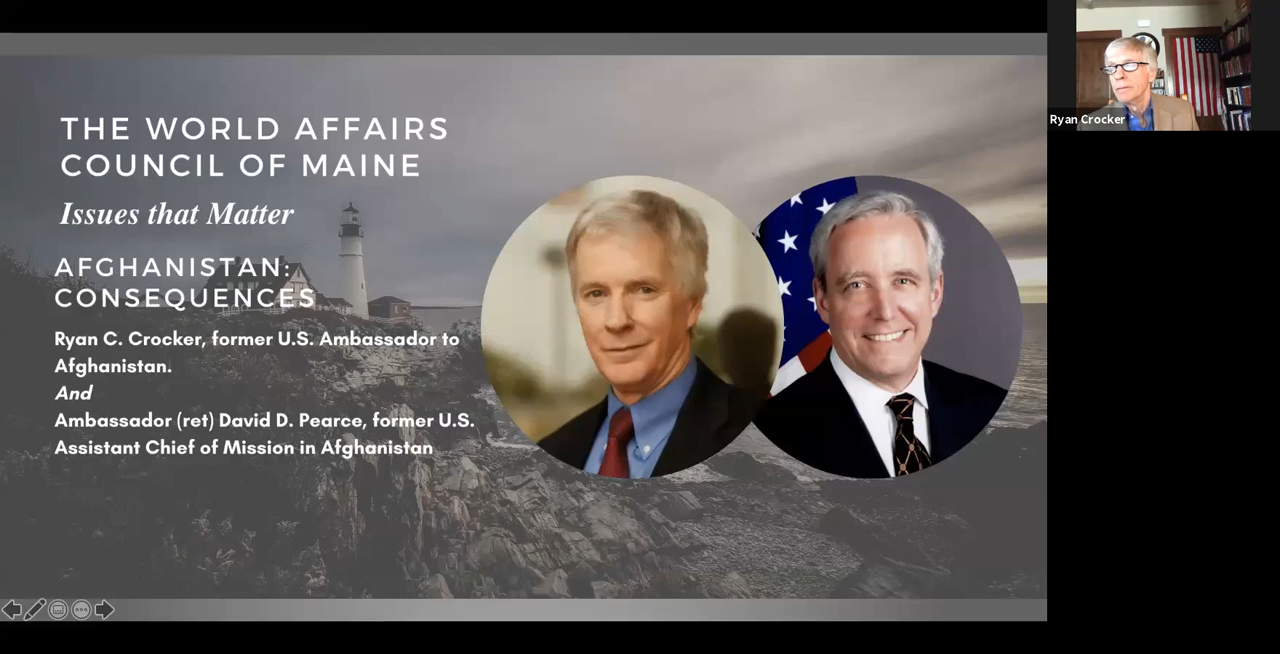 THE WORLD AFFAIRS
COUNCIL OF MAINE
Issues that Matter
AFGHANISTAN:
CONSEQUENCES
Ryan C. Crocker, former U.S. Ambassador to
Afghanistan.
And
Ambassador (ret) David D. Pearce, former U.S.
Assistant Chief of Mission in Afghanistan
Ryan Crocker